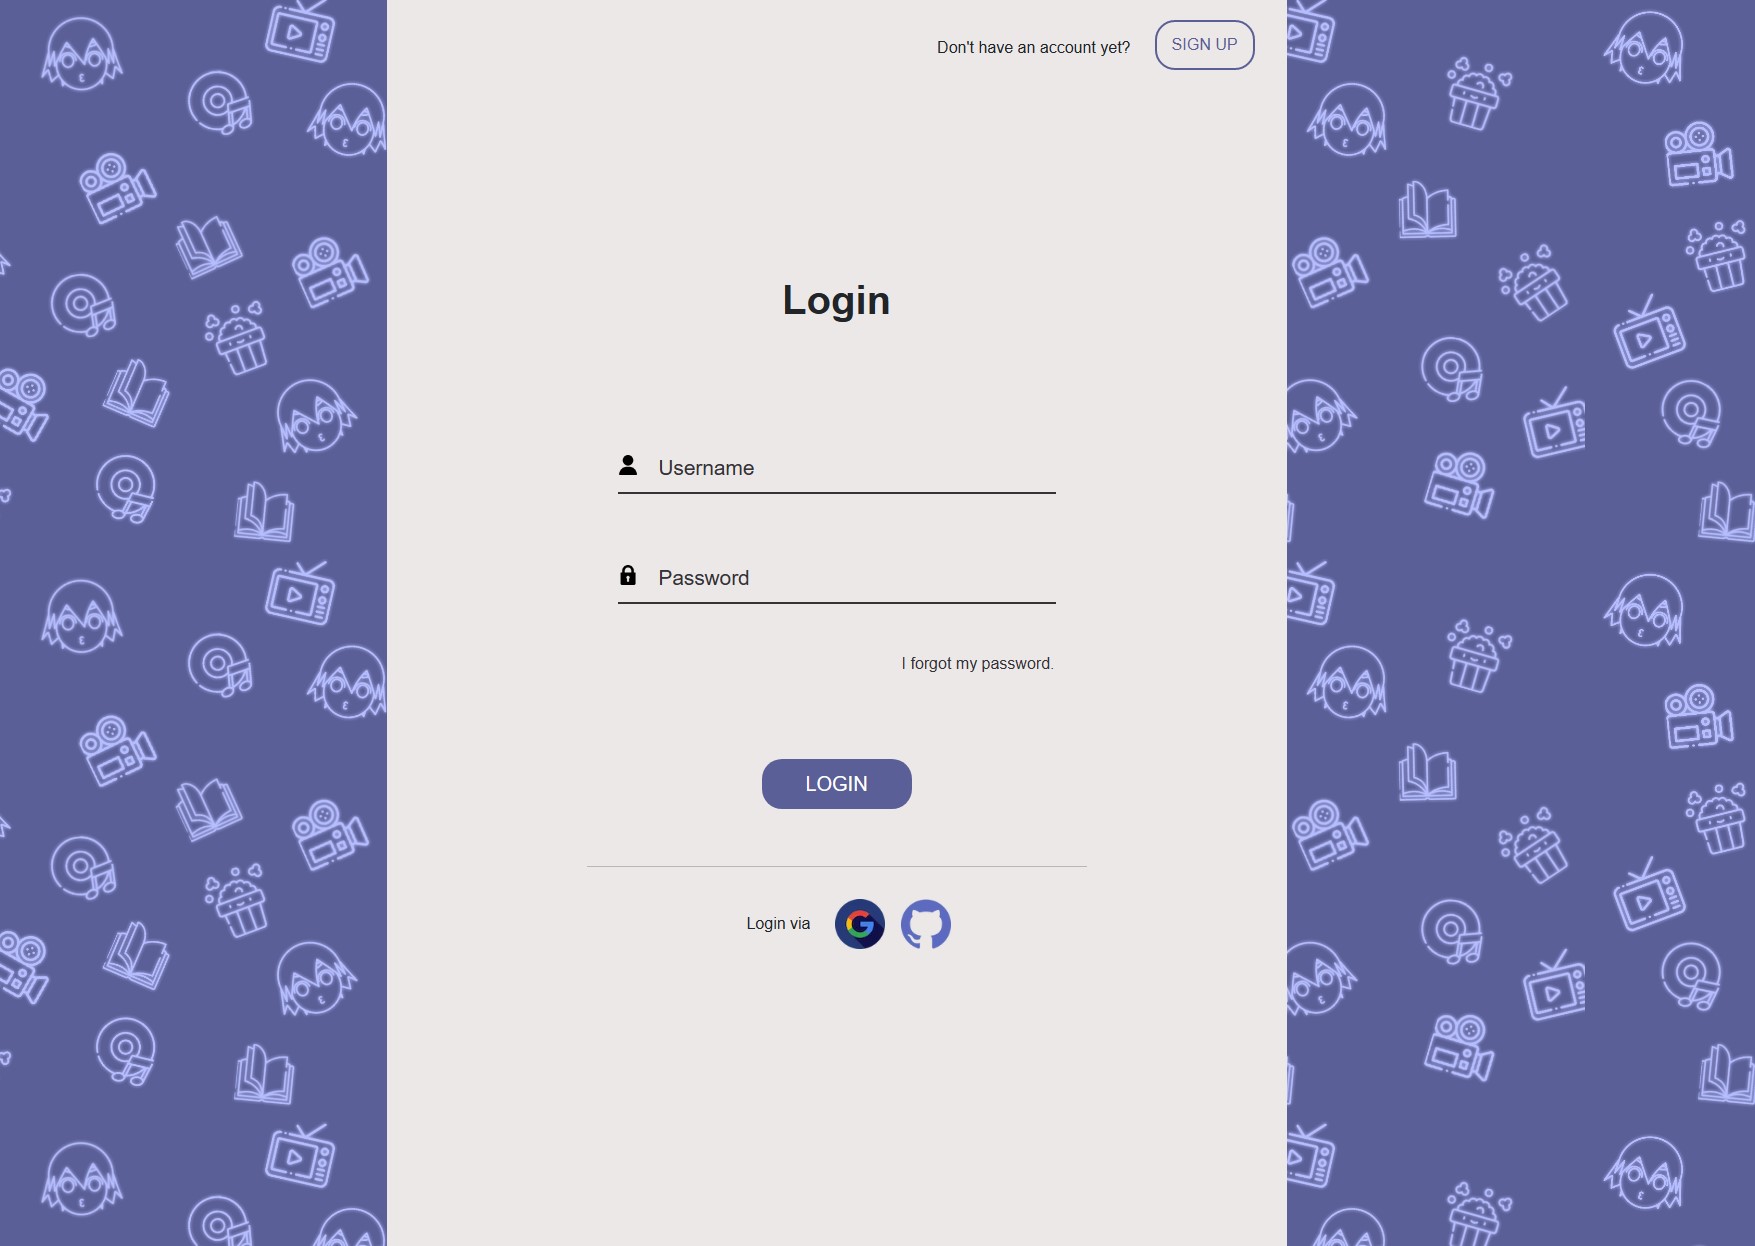 Don't have an account yet?
SIGN UP
Login
Username
Password
I forgot my password.
LOGIN
Login via